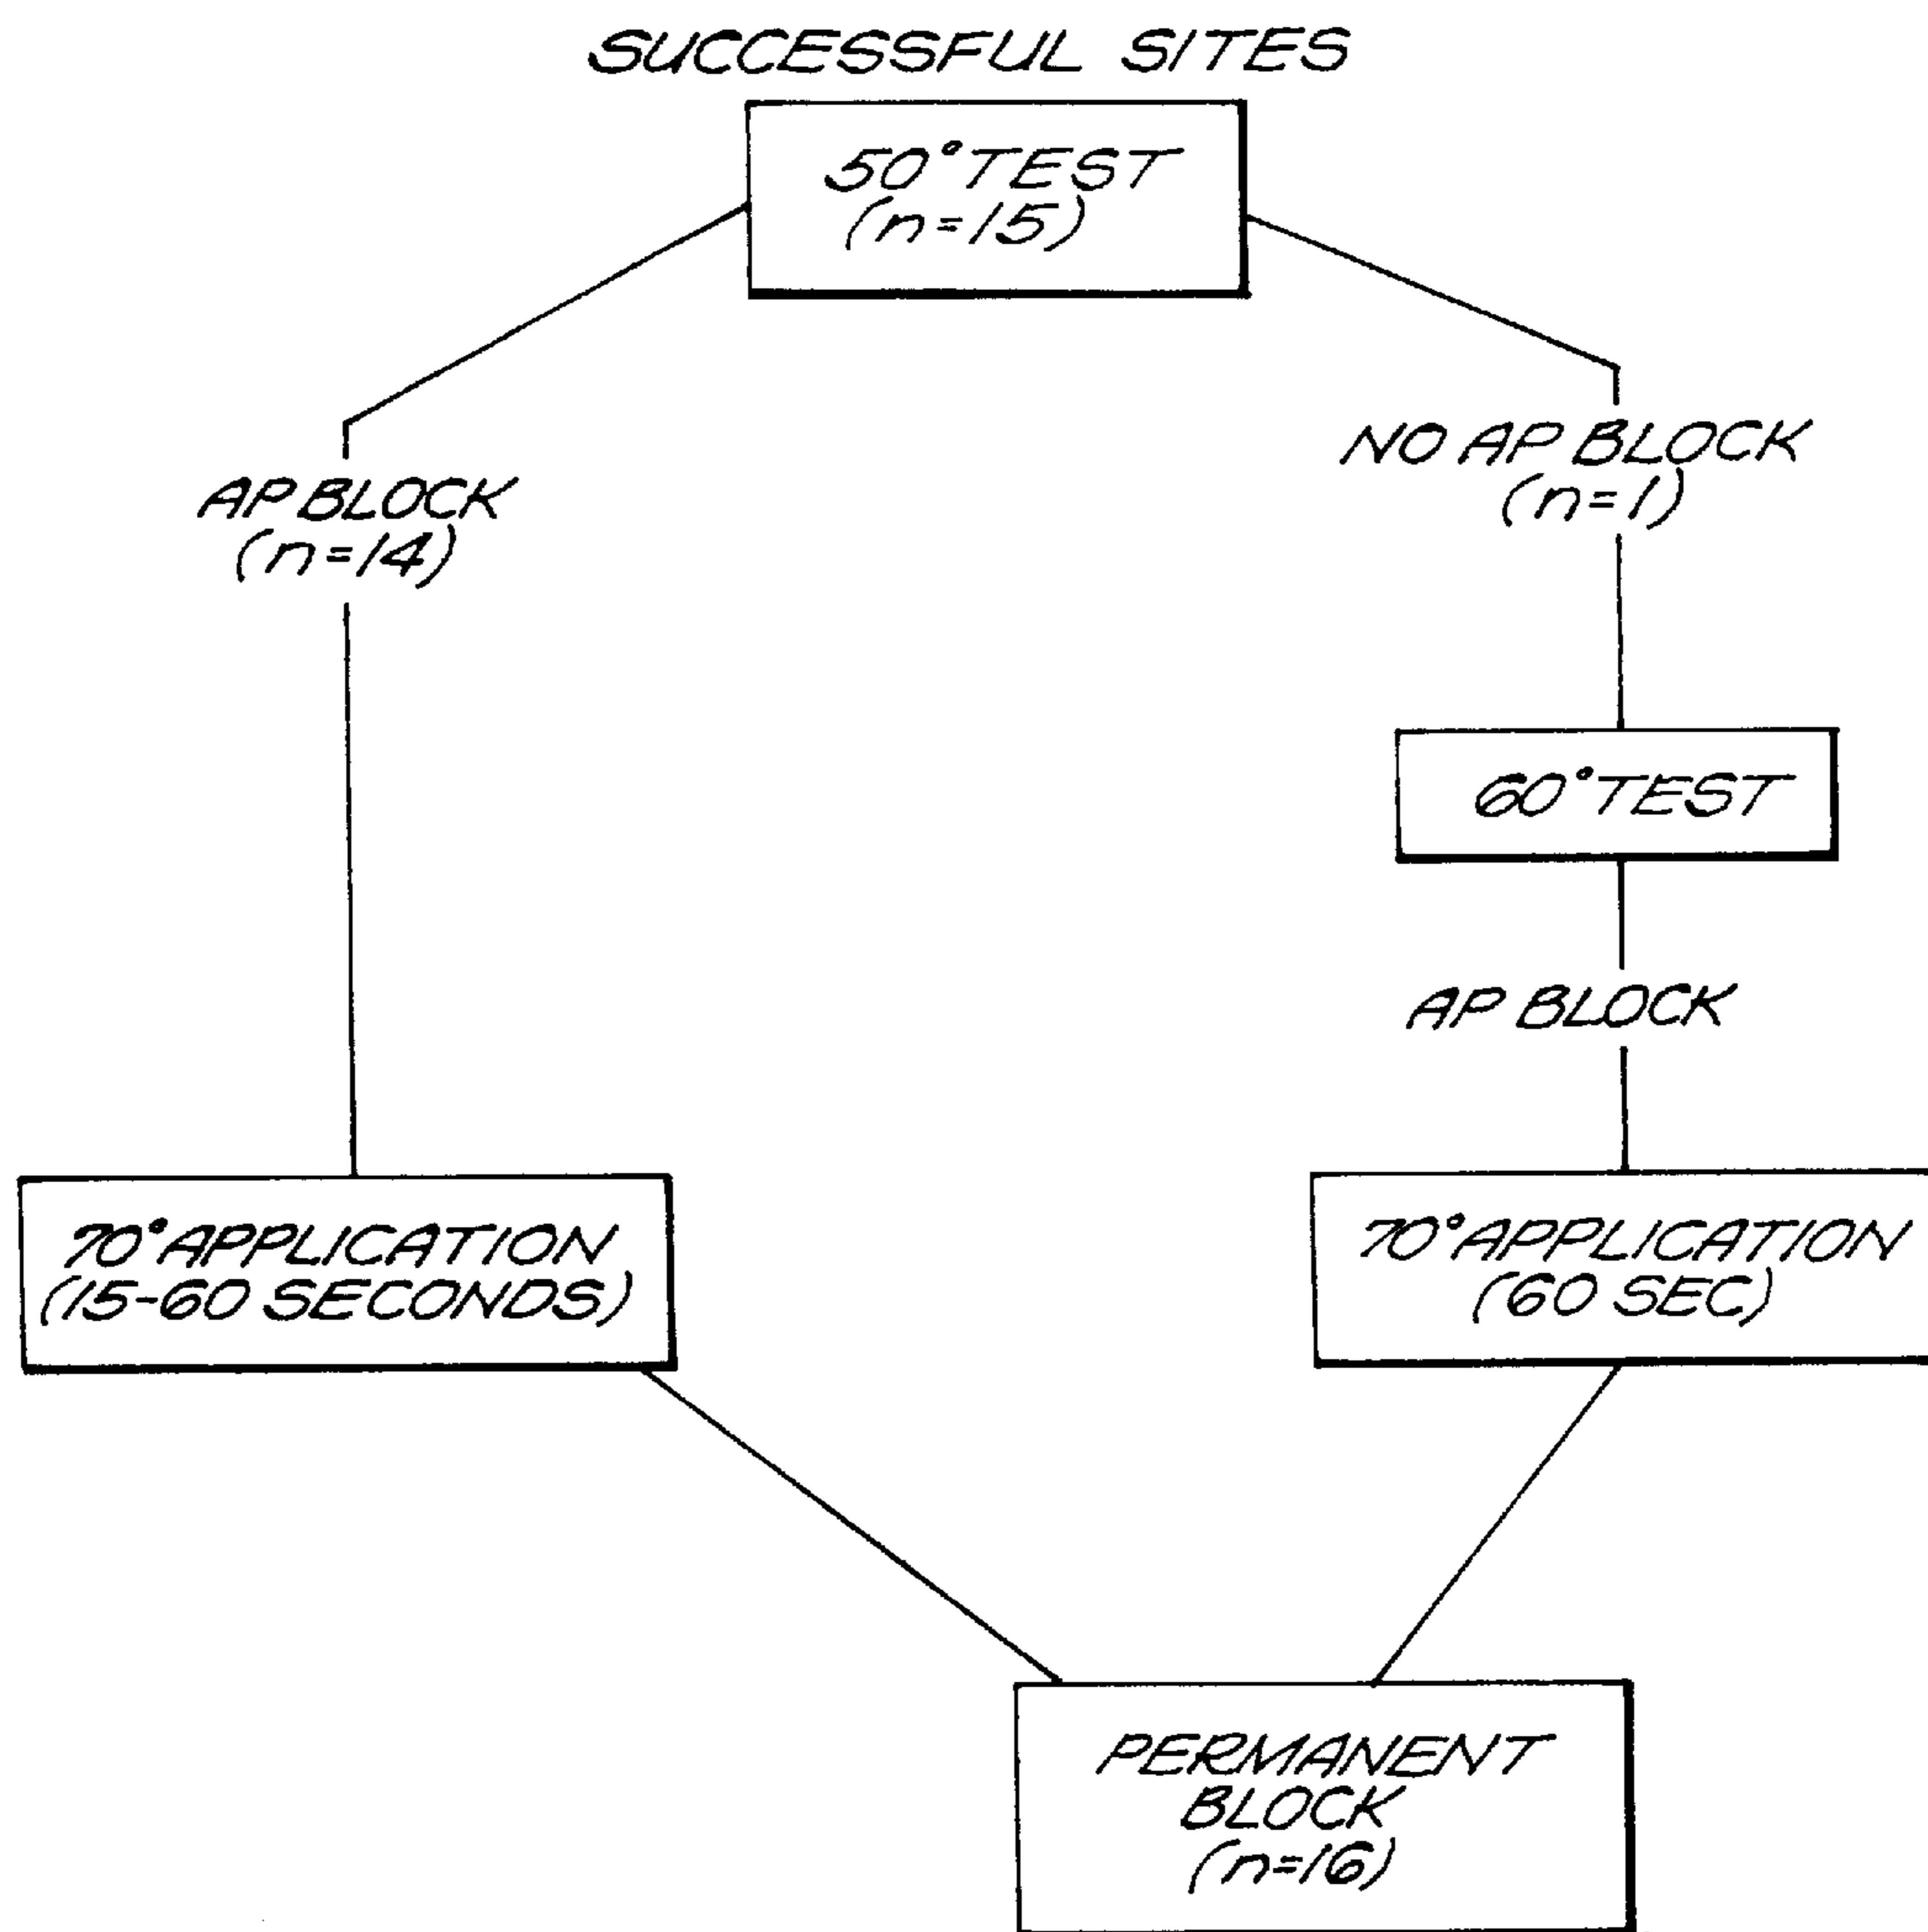 SUCCESSFUL SITES
50° TEST
(n=15)
AP BLOCK
(n=14)
NO AP BLOCK
(n=1)
60° TEST
AP BLOCK
70° APPLICATION
(15-60 SECONDS)
70° APPLICATION
(60 SEC)
PERMANENT
BLOCK
(n=16)